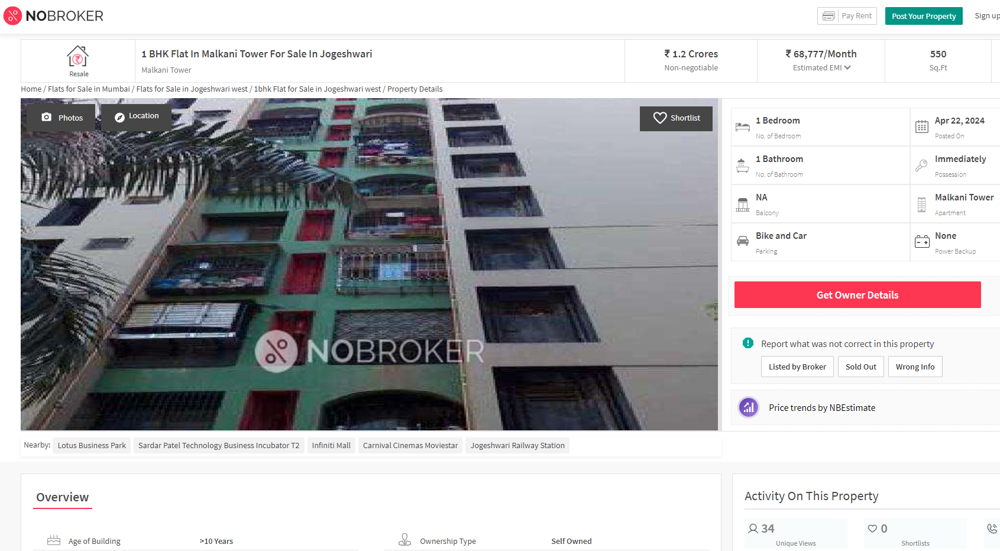 NOBROKER
Pay Rent
Post Your Property
Sign up
Resale
1 BHK Flat In Malkani Tower For Sale In Jogeshwari
Malkani Tower
₹ 1.2 Crores
Non-negotiable
₹ 68,777/Month
Estimated EMI
550
Sq.Ft
Home / Flats for Sale in Mumbai / Flats for Sale in Jogeshwari west / 1bhk Flat for Sale in Jogeshwari west / Property Details
Photos
Location
Shortlist
NOBROKER
1 Bedroom
No. of Bedroom
Apr 22, 2024
Posted On
1 Bathroom
No. of Bathroom
Immediately
Possession
NA
Balcony
Malkani Tower
Apartment
Bike and Car
Parking
None
Power Backup
Get Owner Details
Report what was not correct in this property
Listed by Broker
Sold Out
Wrong Info
Price trends by NBEstimate
Nearby: Lotus Business Park Sardar Patel Technology Business Incubator T2 Infiniti Mall Carnival Cinemas Moviestar Jogeshwari Railway Station
Overview
Age of Building >10 Years
Ownership Type Self Owned
Activity On This Property
34
Unique Views
0
Shortlists